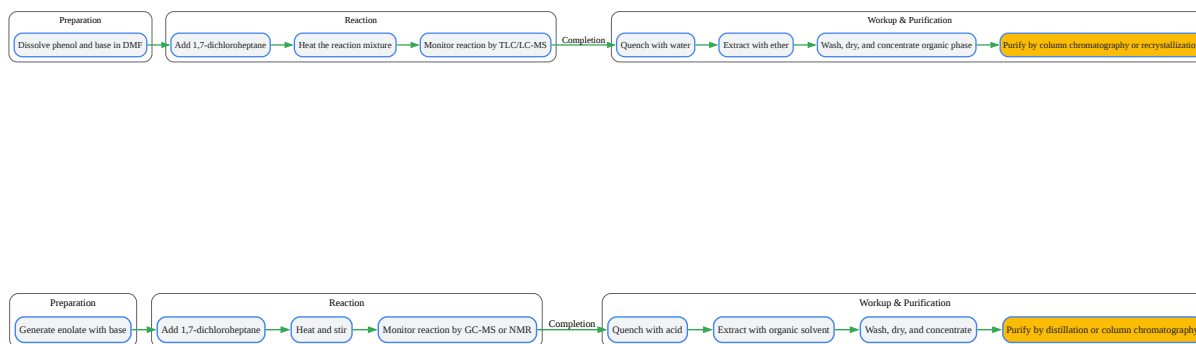 Preparation
Reaction
Workup & Purification
Dissolve phenol and base in DMF
Add 1,7-dichloroheptane
Heat the reaction mixture
Monitor reaction by TLC/LC-MS
Completion
Quench with water
Extract with ether
Wash, dry, and concentrate organic phase
Purify by column chromatography or recrystallizatio
Preparation
Reaction
Workup & Purification
Generate enolate with base
Add 1,7-dichloroheptane
Heat and stir
Monitor reaction by GC-MS or NMR
Completion
Quench with acid
Extract with organic solvent
Wash, dry, and concentrate
Purify by distillation or column chromatography